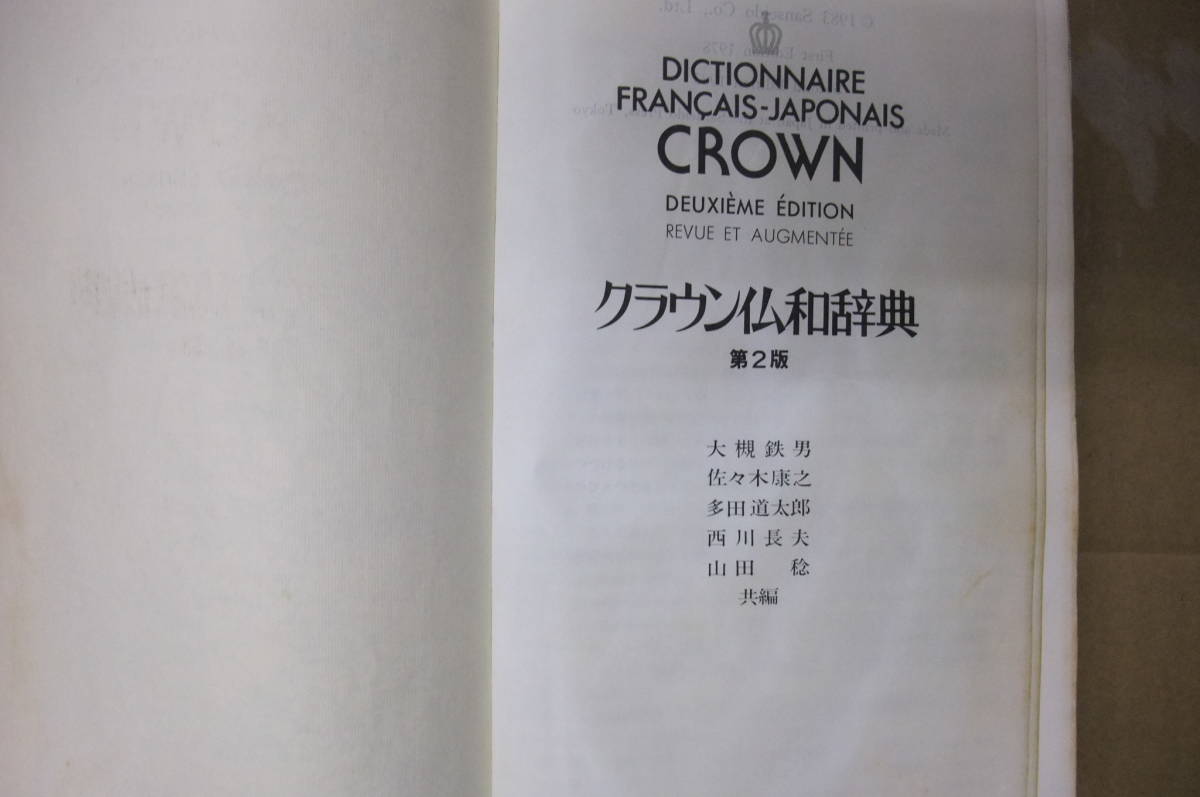 DICTIONNAIRE
FRANÇAIS-JAPONAIS
CROWN
DEUXIÈME ÉDITION
REVUE ET AUGMENTÉE
クラウン仏和辞典
第2版
大槻鉄男
佐々木康之
多田道太郎
西川長夫
山田 稔
共編